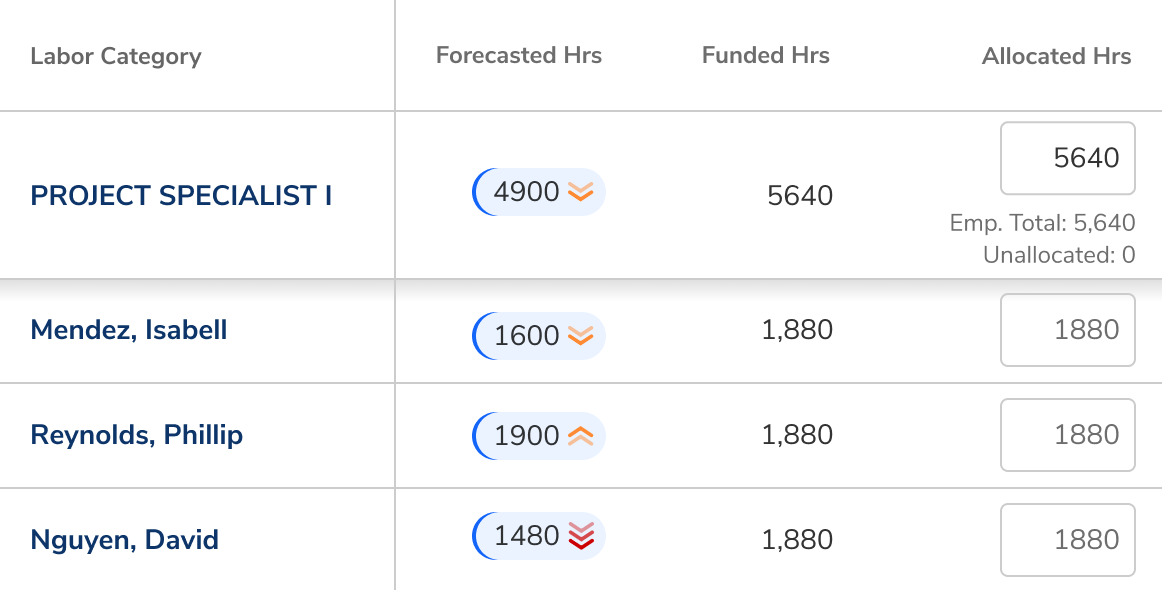 Labor Category Forecasted Hrs Funded Hrs Allocated Hrs
PROJECT SPECIALIST I 4900 5640 5640
Emp. Total: 5,640
Unallocated: 0
Mendez, Isabell 1600 1,880 1880
Reynolds, Phillip 1900 1,880 1880
Nguyen, David 1480 1,880 1880